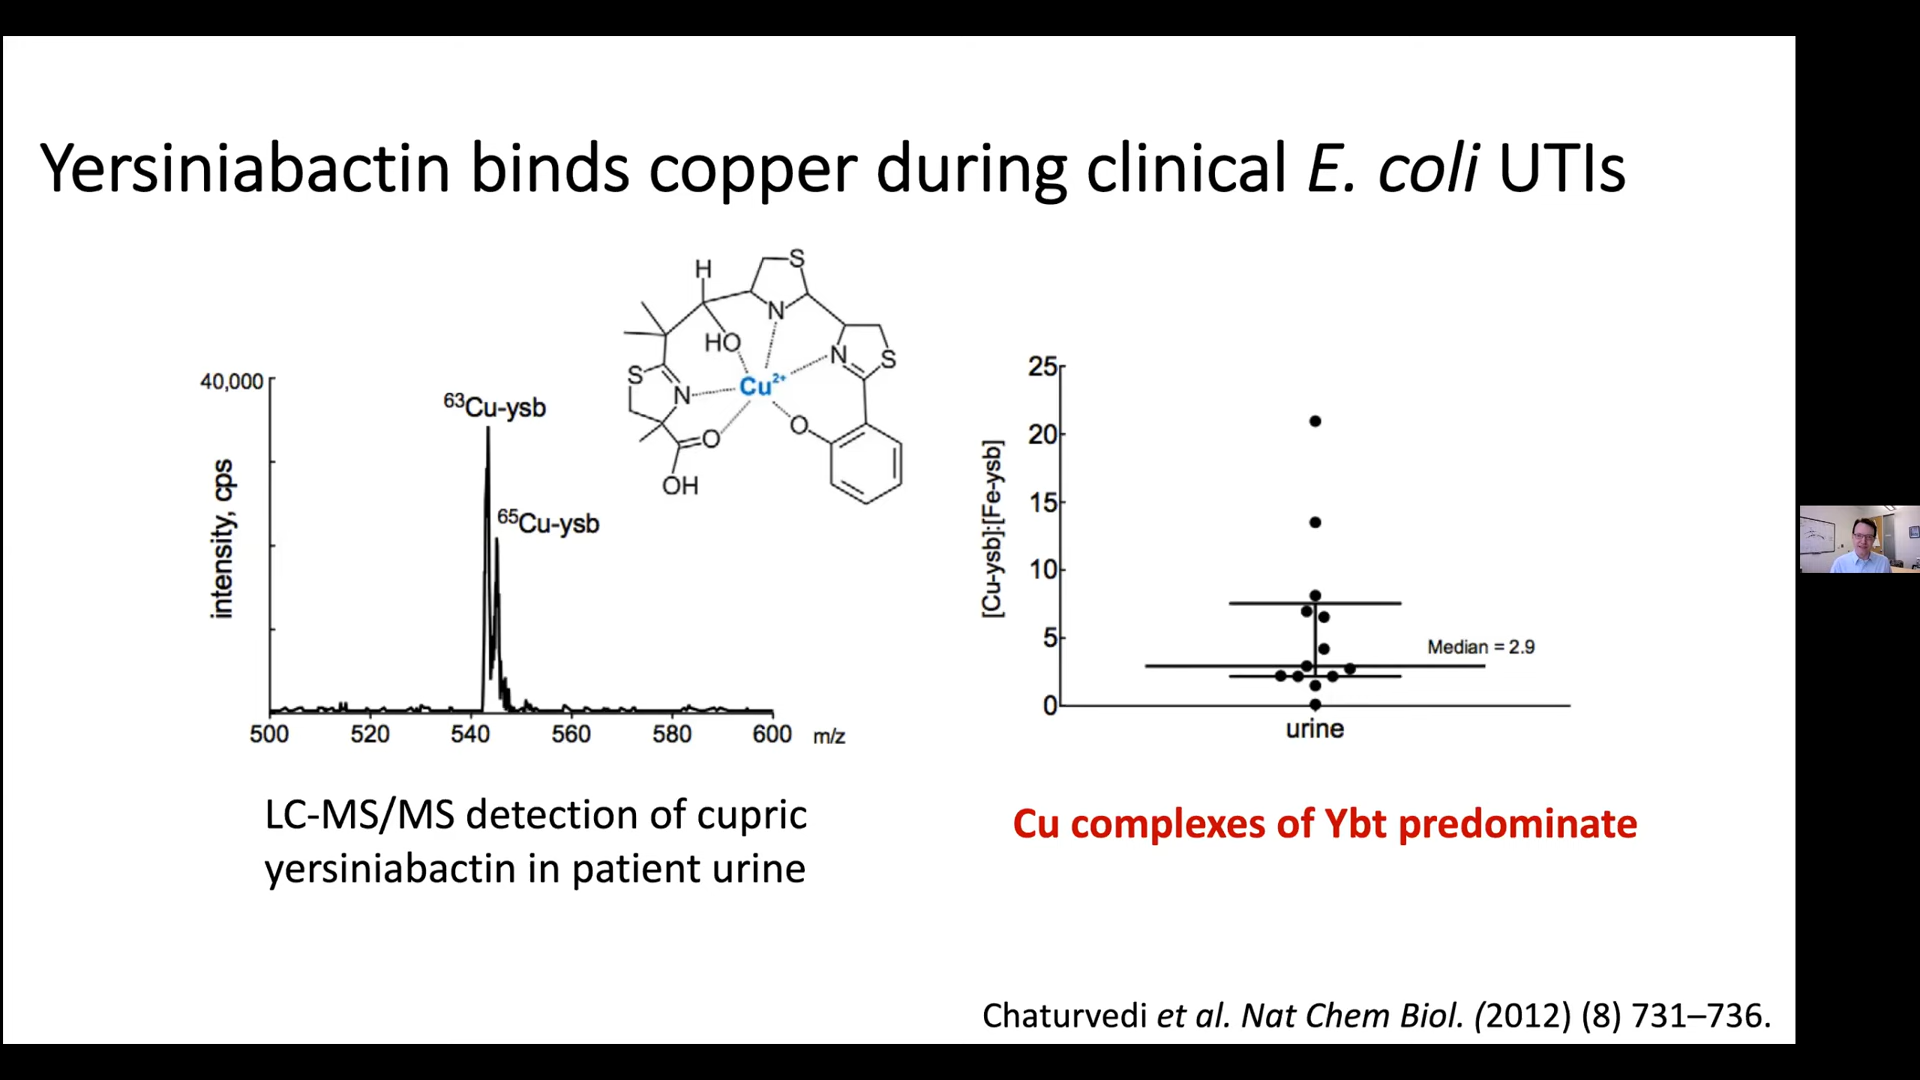 Yersiniabactin binds copper during clinical E. coli UTIs
40,000
intensity, cps
⁶³Cu-ysb
⁶⁵Cu-ysb
500 520 540 560 580 600 m/z
H
S
N
HO
N
S
S
N
Cu²⁺
O
O
OH
LC-MS/MS detection of cupric
yersiniabactin in patient urine
[Cu-ysb]:[Fe-ysb]
25
20
15
10
5
0
Median = 2.9
urine
Cu complexes of Ybt predominate
Chaturvedi et al. Nat Chem Biol. (2012) (8) 731–736.